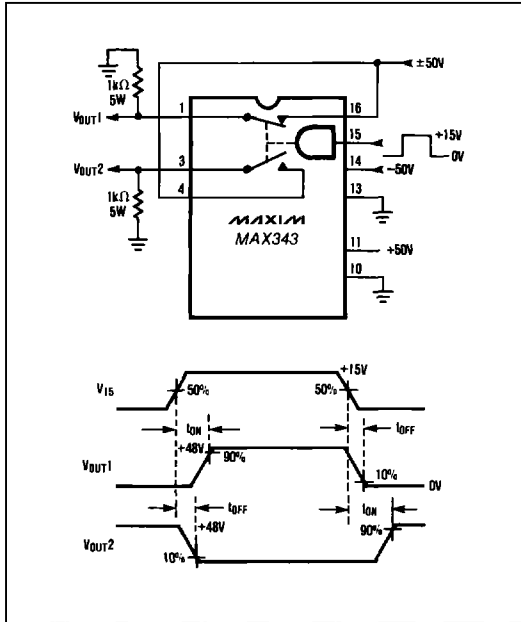 ±50V
1kΩ
5W
1
16
VOUT1
15
+15V
0V
VOUT2
3
14
-50V
4
13
1kΩ
5W
MAXIM
MAX343
11
+50V
10
V15
50%
50%
+15V
tON
tOFF
+48V
90%
VOUT1
10%
0V
tOFF
tON
+48V
90%
VOUT2
10%